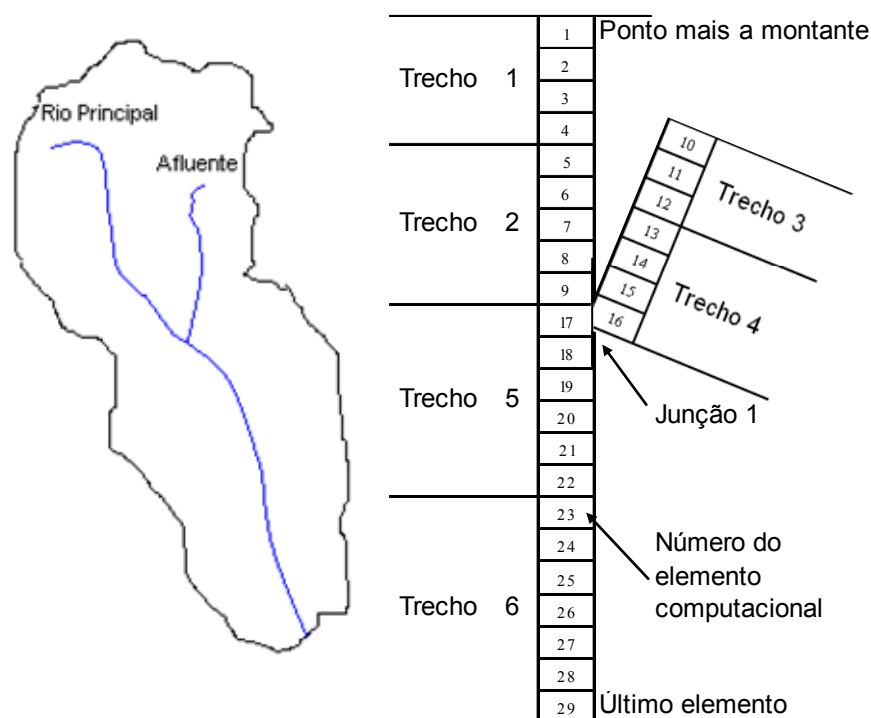 Rio Principal
Afluente
Trecho 1
1
2
3
4
Ponto mais a montante
Trecho 2
5
6
7
8
9
10
11
12
Trecho 3
13
14
15
16
Trecho 4
Junção 1
Trecho 5
17
18
19
20
21
22
Trecho 6
23
24
25
26
27
28
29
Número do
elemento
computacional
Último elemento